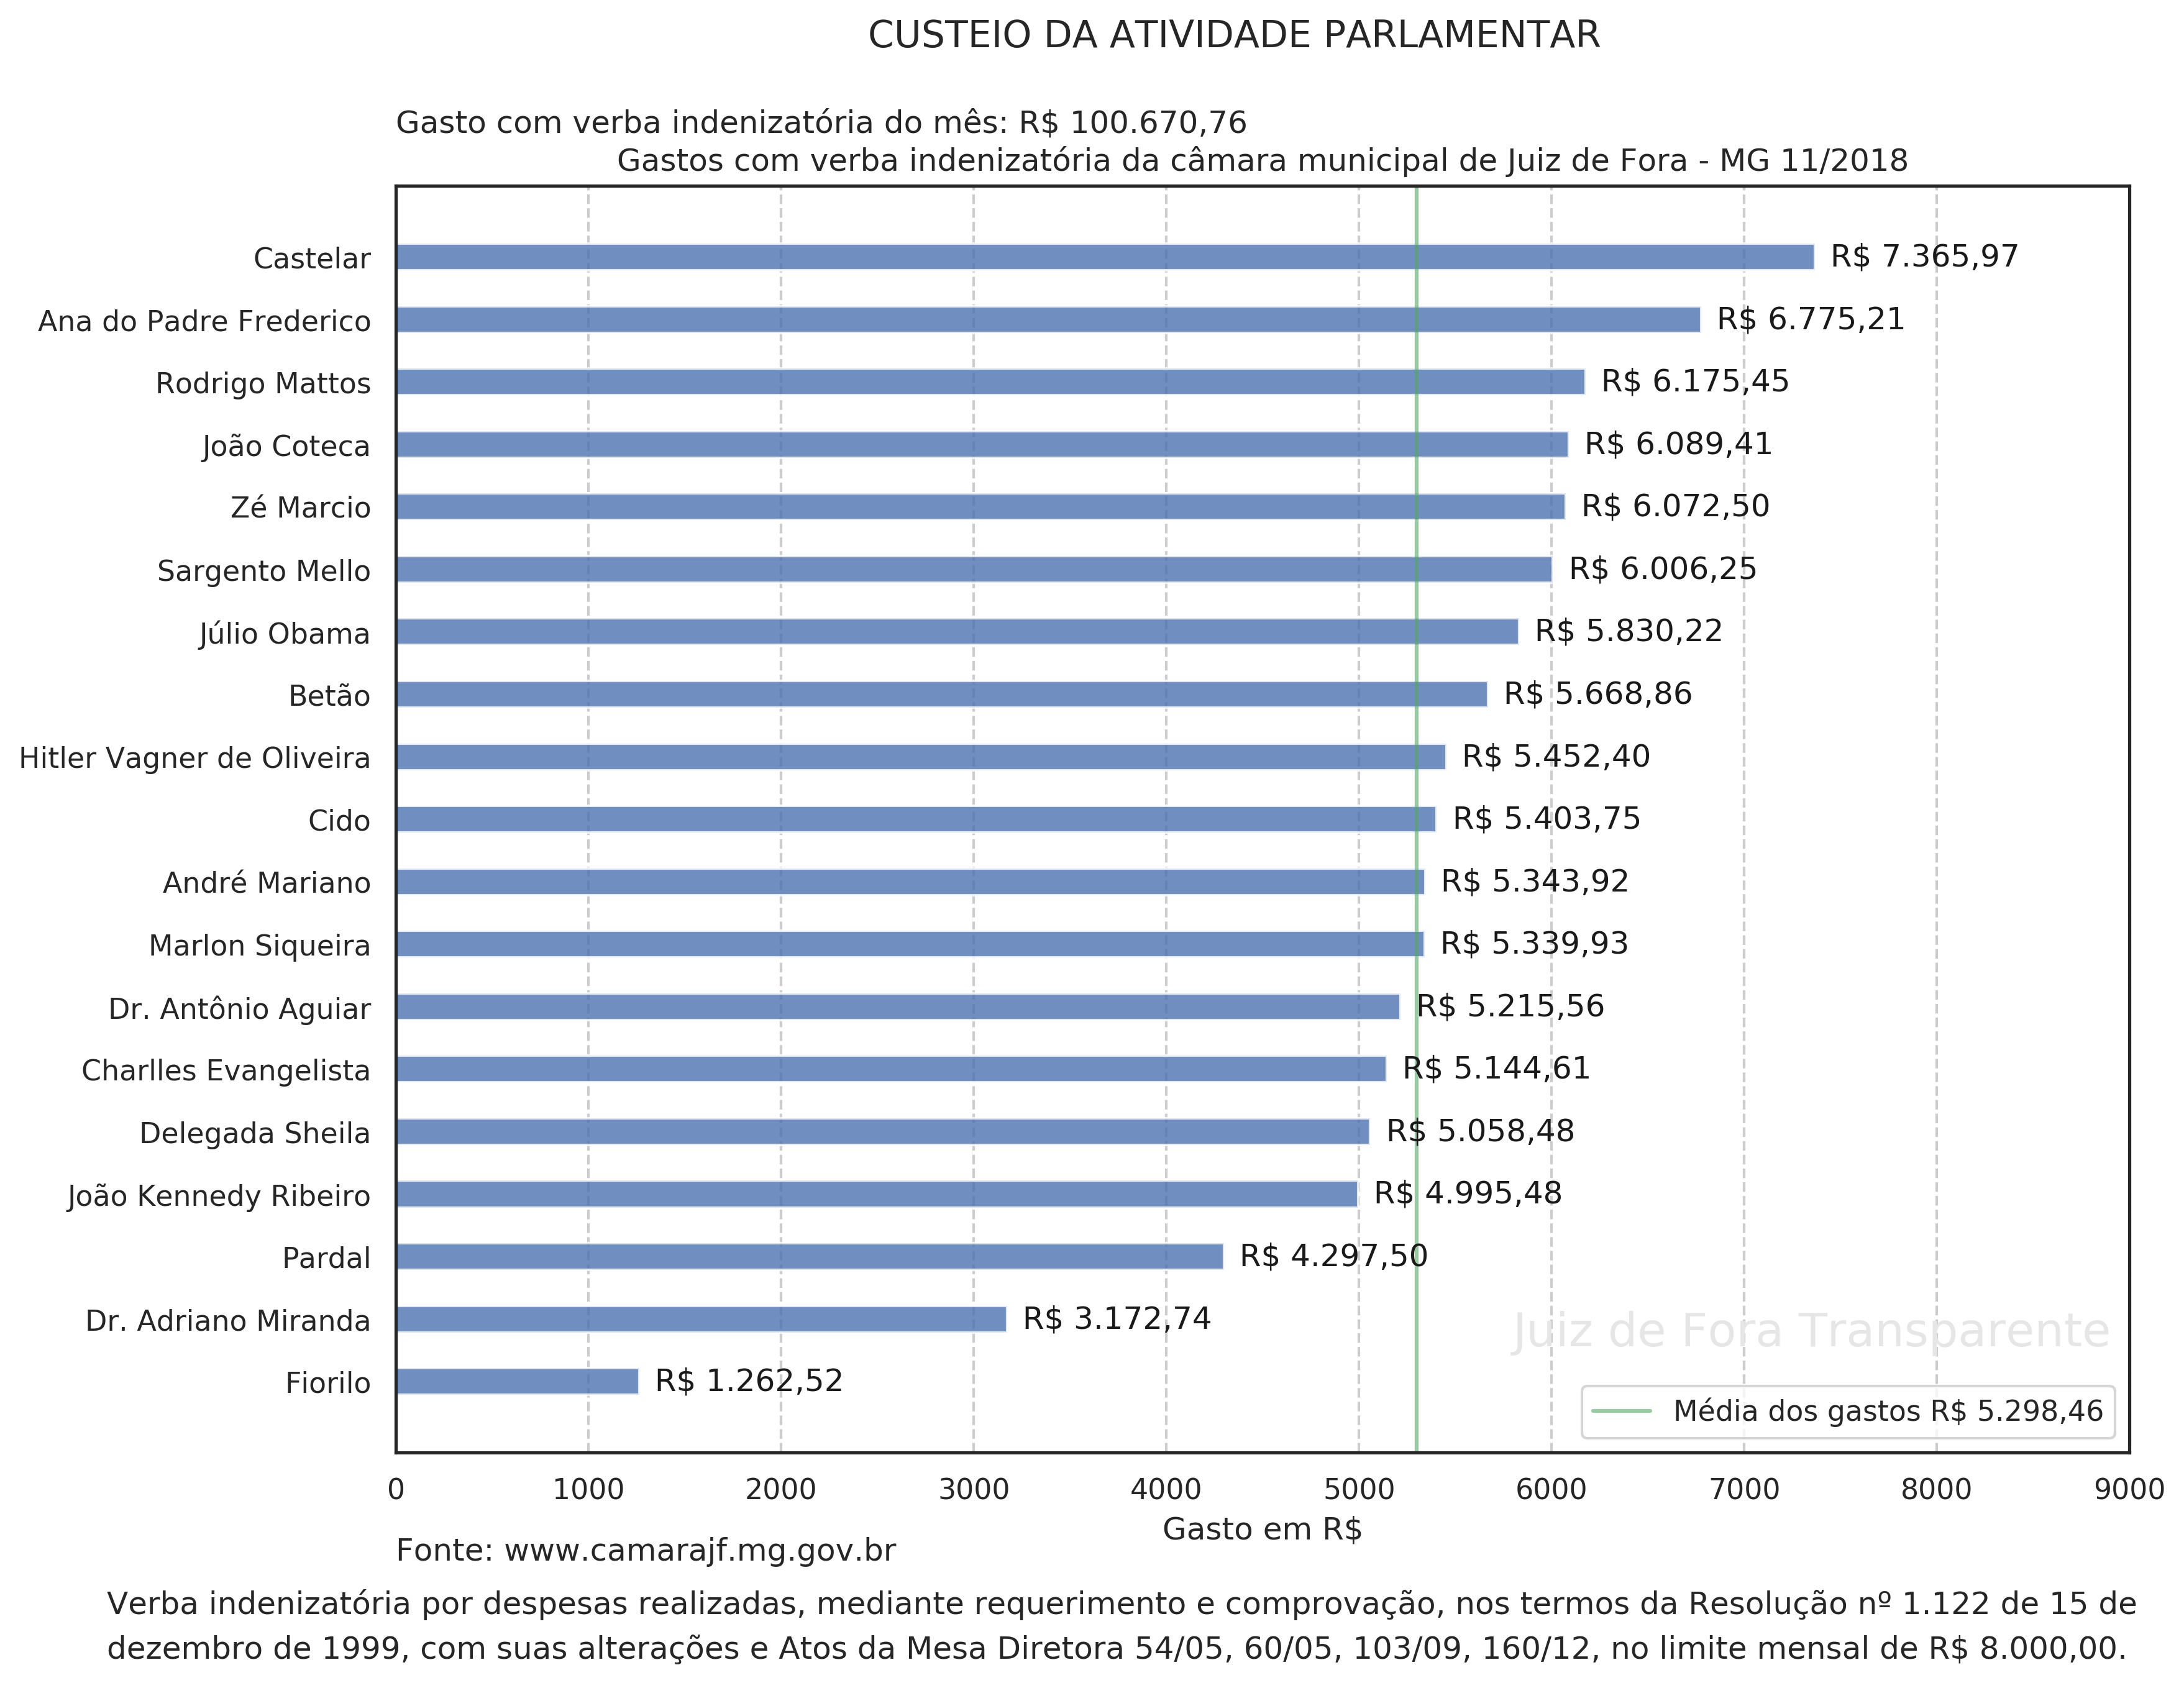 CUSTEIO DA ATIVIDADE PARLAMENTAR
Gasto com verba indenizatória do mês: R$ 100.670,76
Gastos com verba indenizatória da câmara municipal de Juiz de Fora - MG 11/2018
Castelar R$ 7.365,97
Ana do Padre Frederico R$ 6.775,21
Rodrigo Mattos R$ 6.175,45
João Coteca R$ 6.089,41
Zé Marcio R$ 6.072,50
Sargento Mello R$ 6.006,25
Júlio Obama R$ 5.830,22
Betão R$ 5.668,86
Hitler Vagner de Oliveira R$ 5.452,40
Cido R$ 5.403,75
André Mariano R$ 5.343,92
Marlon Siqueira R$ 5.339,93
Dr. Antônio Aguiar R$ 5.215,56
Charlles Evangelista R$ 5.144,61
Delegada Sheila R$ 5.058,48
João Kennedy Ribeiro R$ 4.995,48
Pardal R$ 4.297,50
Dr. Adriano Miranda R$ 3.172,74
Juiz de Fora Transparente
Fiorilo R$ 1.262,52
Média dos gastos R$ 5.298,46
0 1000 2000 3000 4000 5000 6000 7000 8000 9000
Gasto em R$
Fonte: www.camarajf.mg.gov.br
Verba indenizatória por despesas realizadas, mediante requerimento e comprovação, nos termos da Resolução nº 1.122 de 15 de
dezembro de 1999, com suas alterações e Atos da Mesa Diretora 54/05, 60/05, 103/09, 160/12, no limite mensal de R$ 8.000,00.